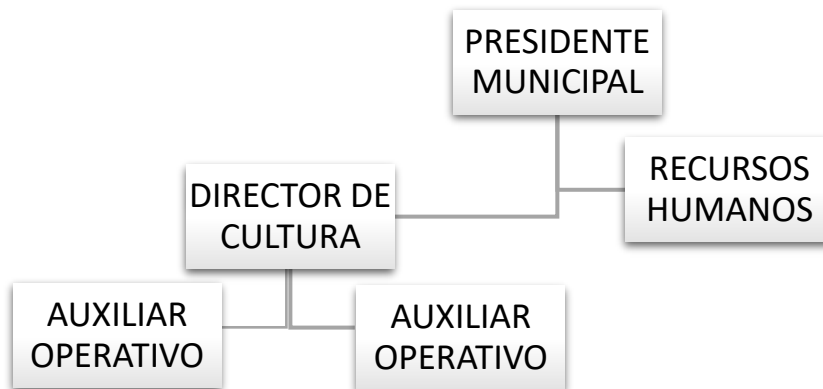 PRESIDENTE
MUNICIPAL
RECURSOS
HUMANOS
DIRECTOR DE
CULTURA
AUXILIAR
OPERATIVO
AUXILIAR
OPERATIVO